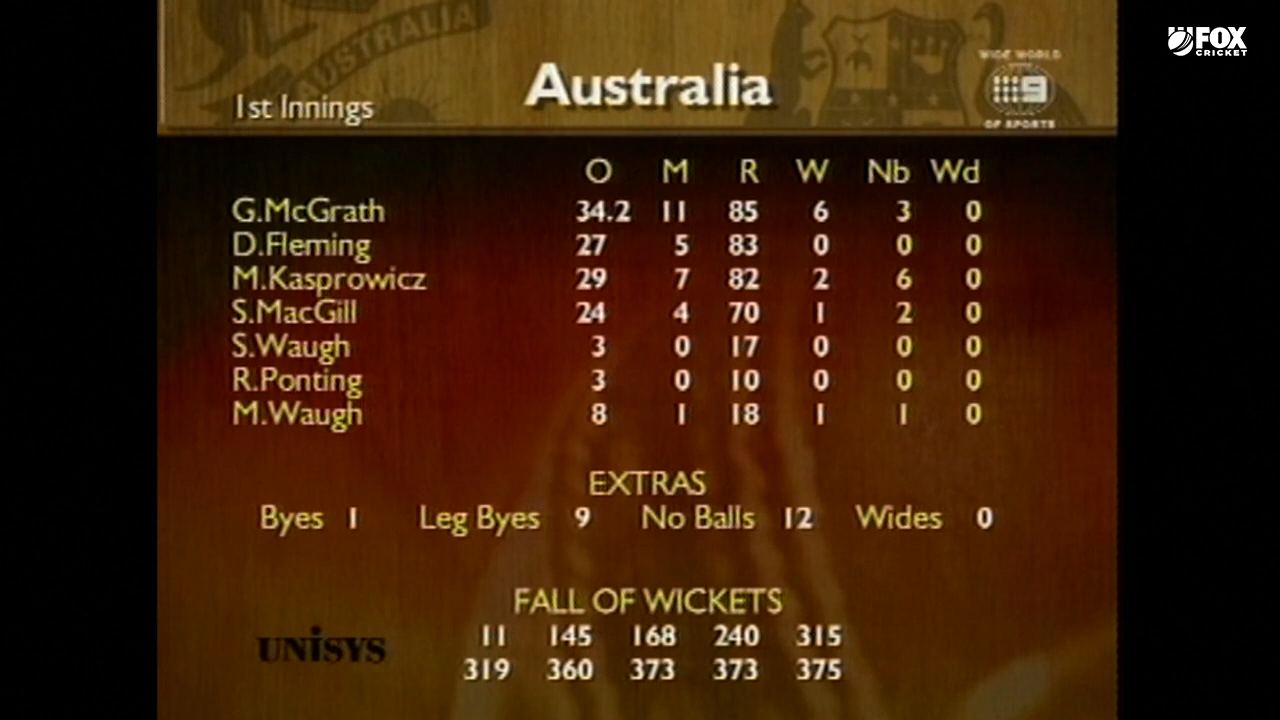 FOX
CRICKET
AUSTRALIA
WIDE WORLD
9
OF SPORTS
Australia
1st Innings
O M R W Nb Wd
G.McGrath 34.2 11 85 6 3 0
D.Fleming 27 5 83 0 0 0
M.Kasprowicz 29 7 82 2 6 0
S.MacGill 24 4 70 1 2 0
S.Waugh 3 0 17 0 0 0
R.Ponting 3 0 10 0 0 0
M.Waugh 8 1 18 1 1 0
EXTRAS
Byes 1 Leg Byes 9 No Balls 12 Wides 0
FALL OF WICKETS
11 145 168 240 315
319 360 373 373 375
UNISYS